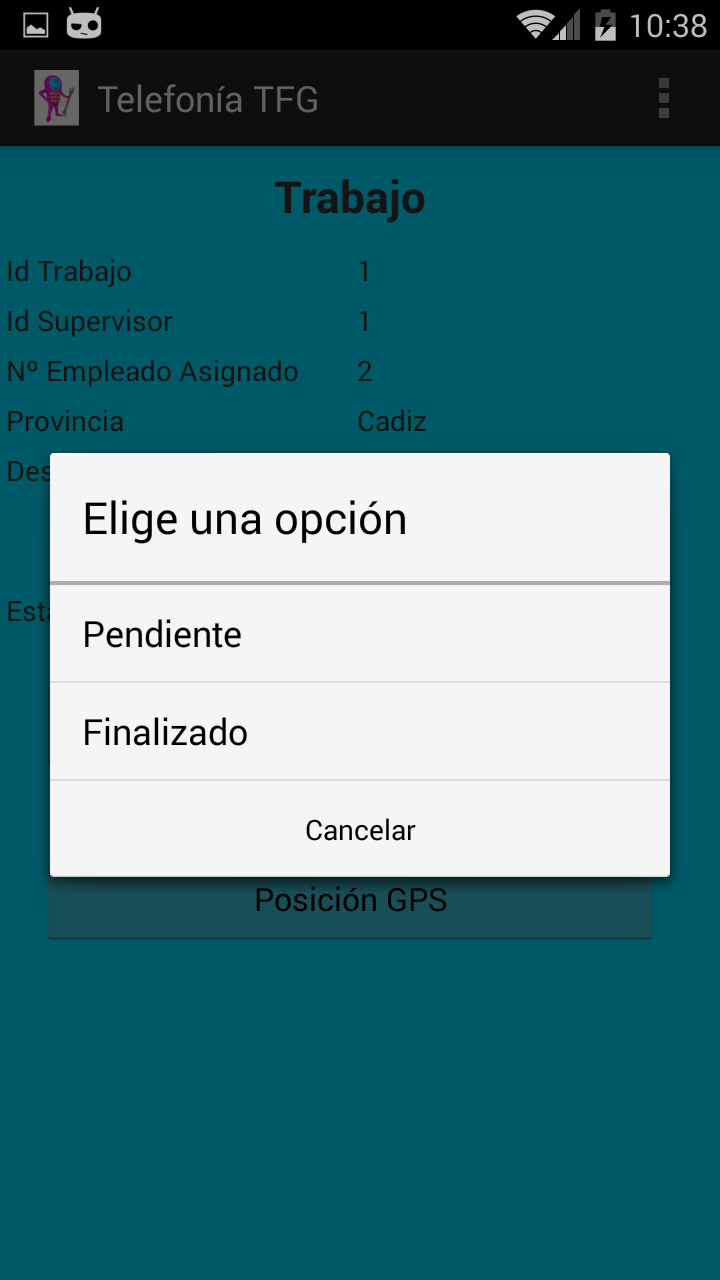 10:38
Telefonía TFG
Trabajo
Id Trabajo 1
Id Supervisor 1
Nº Empleado Asignado 2
Provincia Cadiz
Elige una opción
Pendiente
Finalizado
Cancelar
Posición GPS